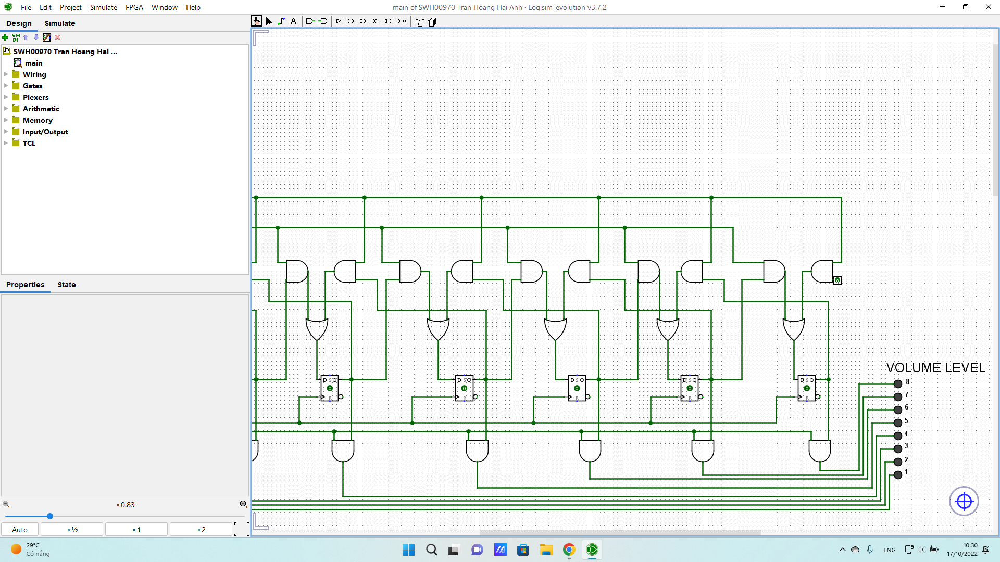 File Edit Project Simulate FPGA Window Help
main of SWH00970 Tran Hoang Hai Anh · Logisim-evolution v3.7.2
Design Simulate
A
VH
DL
SWH00970 Tran Hoang Hai ...
main
Wiring
Gates
Plexers
Arithmetic
Memory
Input/Output
TCL
Properties State
×0.83
Auto ×½ ×1 ×2
0
D S Q
0
R
D S Q
0
R
D S Q
0
R
D S Q
0
R
D S Q
0
R
VOLUME LEVEL
8
7
6
5
4
3
2
1
29°C
Có nắng
ENG
10:30
17/10/2022